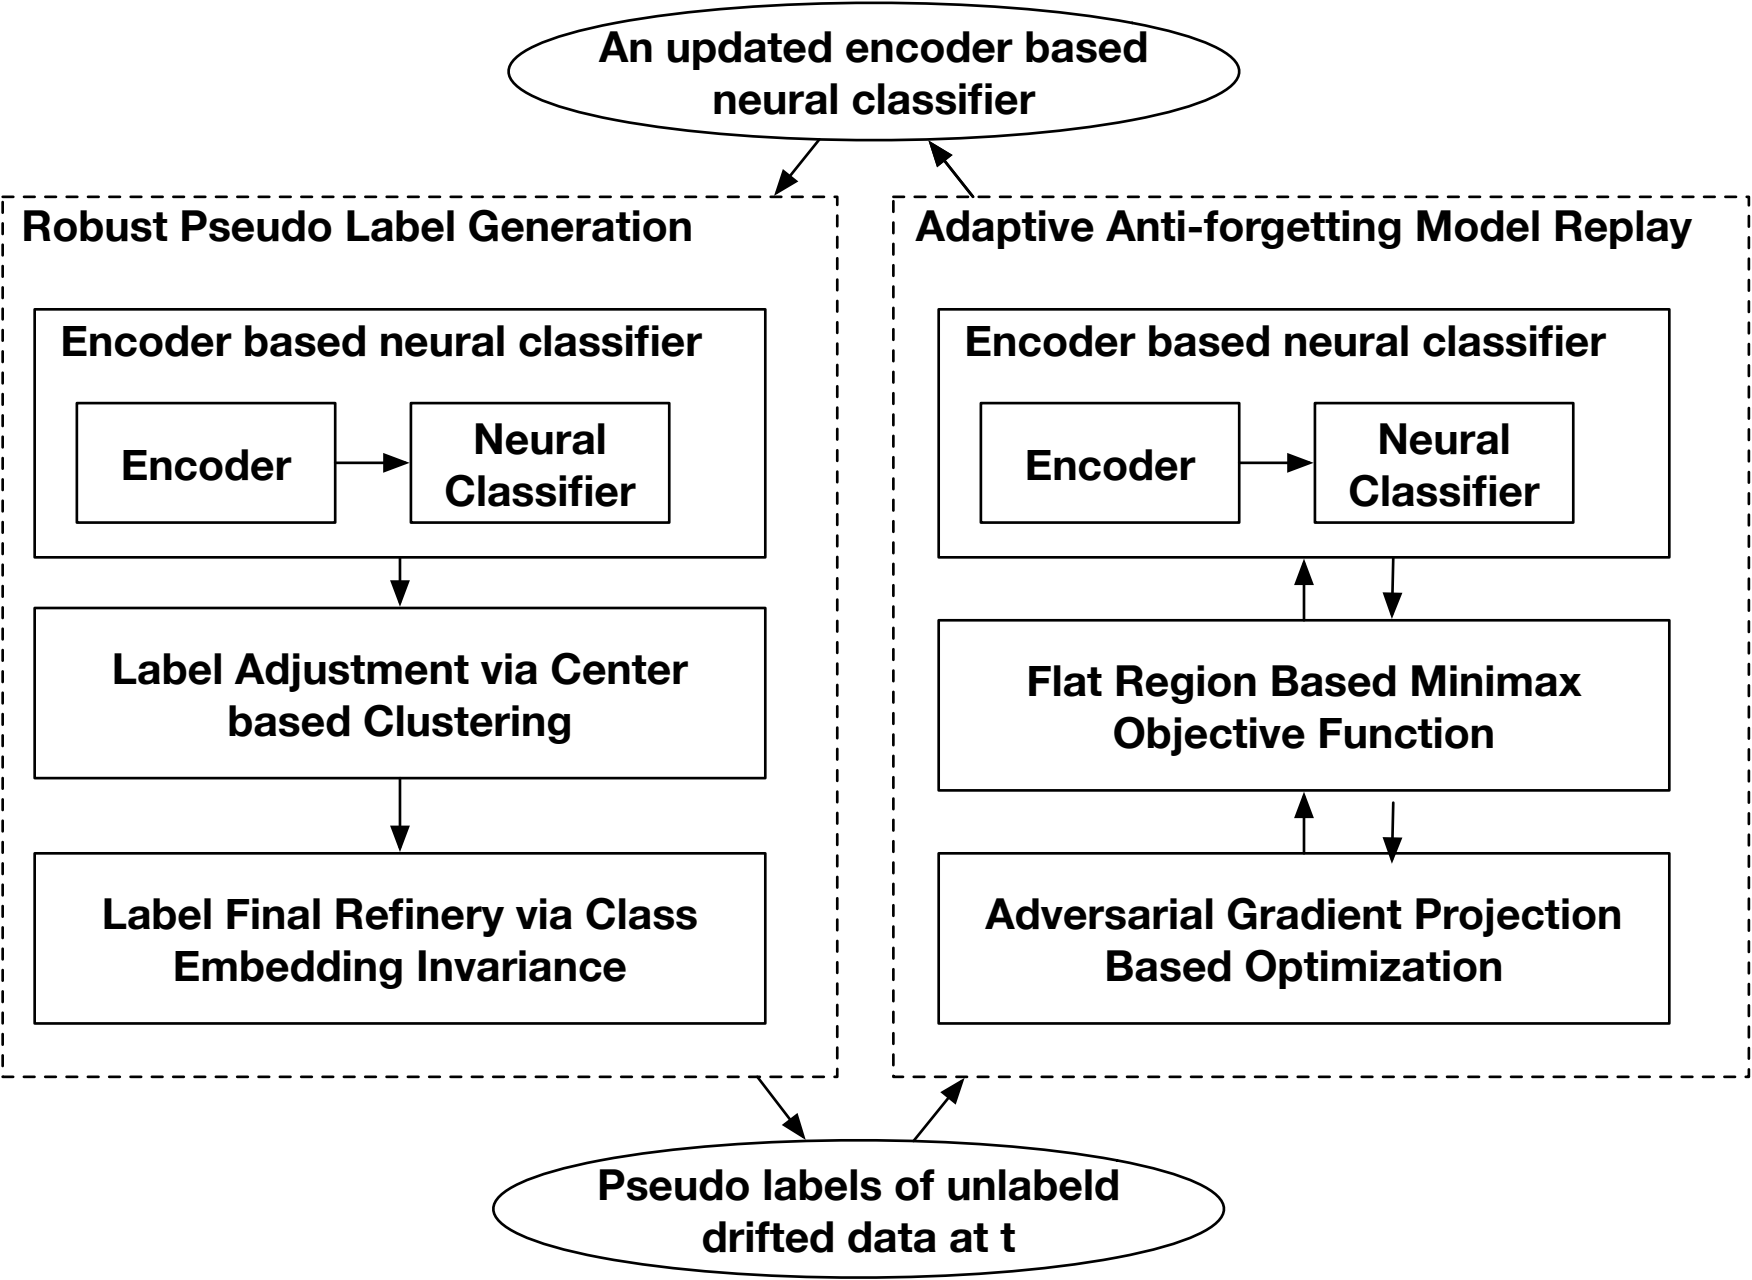 An updated encoder based
neural classifier
Robust Pseudo Label Generation
Encoder based neural classifier
Encoder
Neural
Classifier
Label Adjustment via Center
based Clustering
Label Final Refinery via Class
Embedding Invariance
Adaptive Anti-forgetting Model Replay
Encoder based neural classifier
Encoder
Neural
Classifier
Flat Region Based Minimax
Objective Function
Adversarial Gradient Projection
Based Optimization
Pseudo labels of unlabeld
drifted data at t